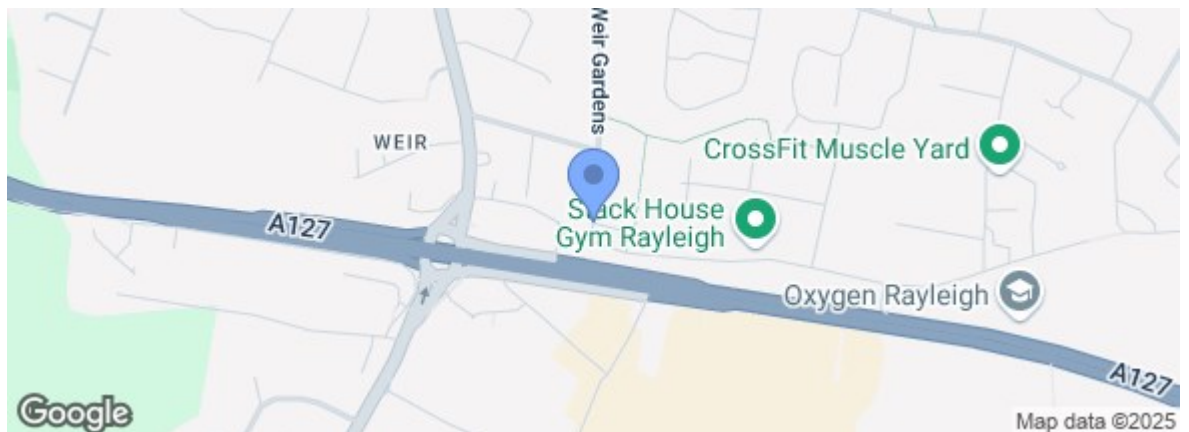 Weir Gardens
WEIR
CrossFit Muscle Yard
A127
Stack House
Gym Rayleigh
Oxygen Rayleigh
A127
Google
Map data ©2025